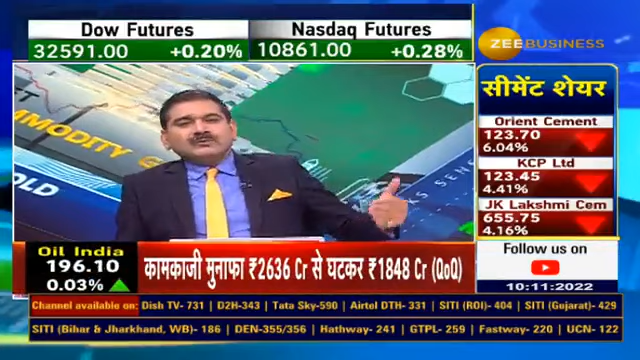 Dow Futures
32591.00 +0.20%
Nasdaq Futures
10861.00 +0.28%
ZEE BUSINESS
सीमेंट शेयर
Orient Cement
123.70
6.04%
KCP Ltd
123.45
4.41%
JK Lakshmi Cem
655.75
4.16%
OMMODITY G
OLD
KS SENS
Oil India
196.10
0.03%
कामकाजी मुनाफा ₹2636 Cr से घटकर ₹1848 Cr (QoQ)
Follow us on
10:11:2022
Channel available on: Dish TV - 731 | D2H-343 | Tata Sky-590 | Airtel DTH- 331 | SITI (ROI)- 404 | SITI (Gujarat)- 429
SITI (Bihar & Jharkhand, WB) - 186 | DEN-355/356 | Hathway- 241 | GTPL- 259 | Fastway- 220 | UCN- 122